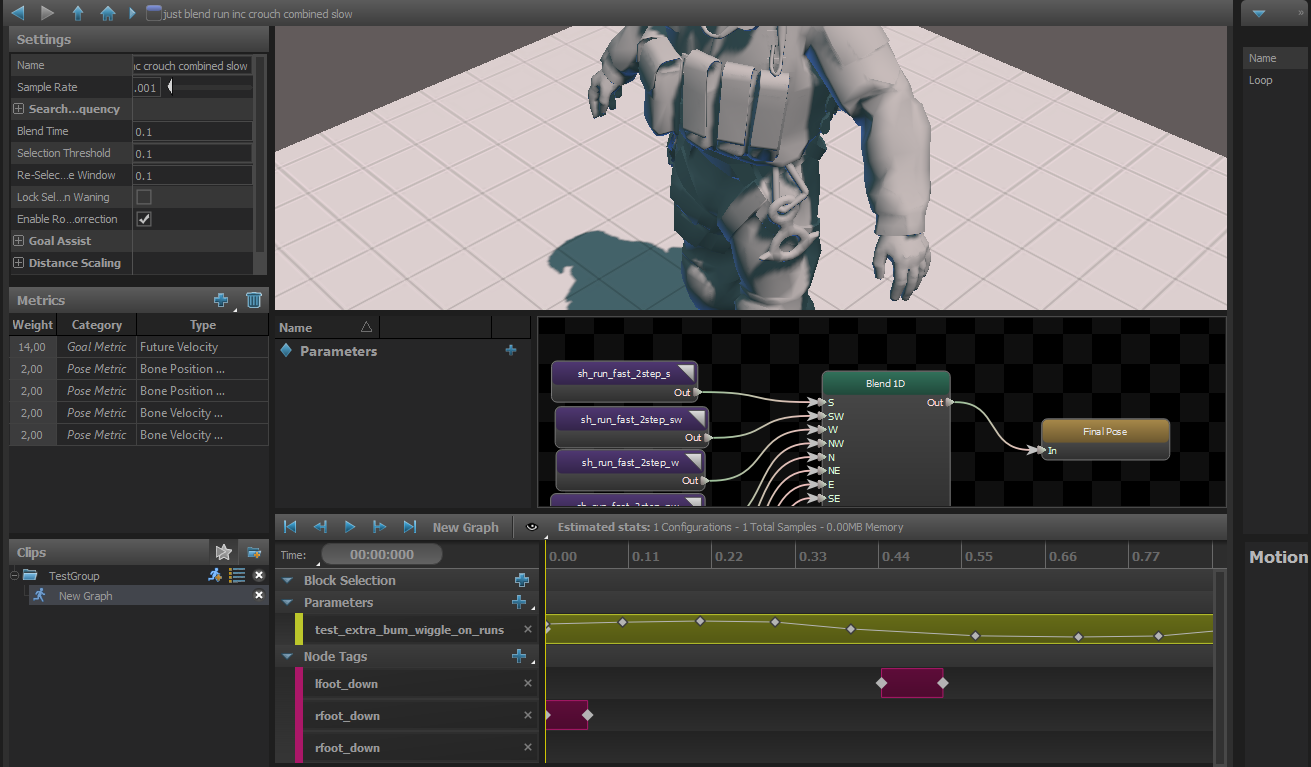 just blend run inc crouch combined slow
Settings
Name
inc crouch combined slow
Sample Rate
.001
Search...quency
Blend Time
0.1
Selection Threshold
0.1
Re-Selec...e Window
0.1
Lock Sel...n Waning
Enable Ro...orrection
Goal Assist
Distance Scaling
Metrics
Weight Category Type
14,00 Goal Metric Future Velocity
2,00 Pose Metric Bone Position ...
2,00 Pose Metric Bone Position ...
2,00 Pose Metric Bone Velocity ...
2,00 Pose Metric Bone Velocity ...
Clips
TestGroup
New Graph
Name
Parameters
sh_run_fast_2step_s
Out
sh_run_fast_2step_sw
Out
sh_run_fast_2step_w
Out
Blend 1D
Out
S
SW
W
NW
N
NE
E
SE
Final Pose
In
New Graph
Estimated stats: 1 Configurations - 1 Total Samples - 0.00MB Memory
Time: 00:00:000
0.00 0.11 0.22 0.33 0.44 0.55 0.66 0.77
Block Selection
Parameters
test_extra_bum_wiggle_on_runs
Node Tags
lfoot_down
rfoot_down
rfoot_down
Name
Loop
Motion